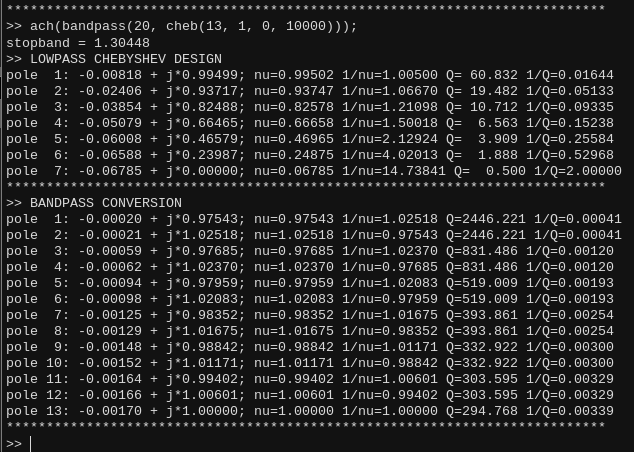 ***************************************************************************
>> ach(bandpass(20, cheb(13, 1, 0, 10000)));
stopband = 1.30448
>> LOWPASS CHEBYSHEV DESIGN
pole  1: -0.00818 + j*0.99499; nu=0.99502 1/nu=1.00500 Q= 60.832 1/Q=0.01644
pole  2: -0.02406 + j*0.93717; nu=0.93747 1/nu=1.06670 Q= 19.482 1/Q=0.05133
pole  3: -0.03854 + j*0.82488; nu=0.82578 1/nu=1.21098 Q= 10.712 1/Q=0.09335
pole  4: -0.05079 + j*0.66465; nu=0.66658 1/nu=1.50018 Q=  6.563 1/Q=0.15238
pole  5: -0.06008 + j*0.46579; nu=0.46965 1/nu=2.12924 Q=  3.909 1/Q=0.25584
pole  6: -0.06588 + j*0.23987; nu=0.24875 1/nu=4.02013 Q=  1.888 1/Q=0.52968
pole  7: -0.06785 + j*0.00000; nu=0.06785 1/nu=14.73841 Q=  0.500 1/Q=2.00000
***************************************************************************
>> BANDPASS CONVERSION
pole  1: -0.00020 + j*0.97543; nu=0.97543 1/nu=1.02518 Q=2446.221 1/Q=0.00041
pole  2: -0.00021 + j*1.02518; nu=1.02518 1/nu=0.97543 Q=2446.221 1/Q=0.00041
pole  3: -0.00059 + j*0.97685; nu=0.97685 1/nu=1.02370 Q=831.486 1/Q=0.00120
pole  4: -0.00062 + j*1.02370; nu=1.02370 1/nu=0.97685 Q=831.486 1/Q=0.00120
pole  5: -0.00094 + j*0.97959; nu=0.97959 1/nu=1.02083 Q=519.009 1/Q=0.00193
pole  6: -0.00098 + j*1.02083; nu=1.02083 1/nu=0.97959 Q=519.009 1/Q=0.00193
pole  7: -0.00125 + j*0.98352; nu=0.98352 1/nu=1.01675 Q=393.861 1/Q=0.00254
pole  8: -0.00129 + j*1.01675; nu=1.01675 1/nu=0.98352 Q=393.861 1/Q=0.00254
pole  9: -0.00148 + j*0.98842; nu=0.98842 1/nu=1.01171 Q=332.922 1/Q=0.00300
pole 10: -0.00152 + j*1.01171; nu=1.01171 1/nu=0.98842 Q=332.922 1/Q=0.00300
pole 11: -0.00164 + j*0.99402; nu=0.99402 1/nu=1.00601 Q=303.595 1/Q=0.00329
pole 12: -0.00166 + j*1.00601; nu=1.00601 1/nu=0.99402 Q=303.595 1/Q=0.00329
pole 13: -0.00170 + j*1.00000; nu=1.00000 1/nu=1.00000 Q=294.768 1/Q=0.00339
***************************************************************************
>>